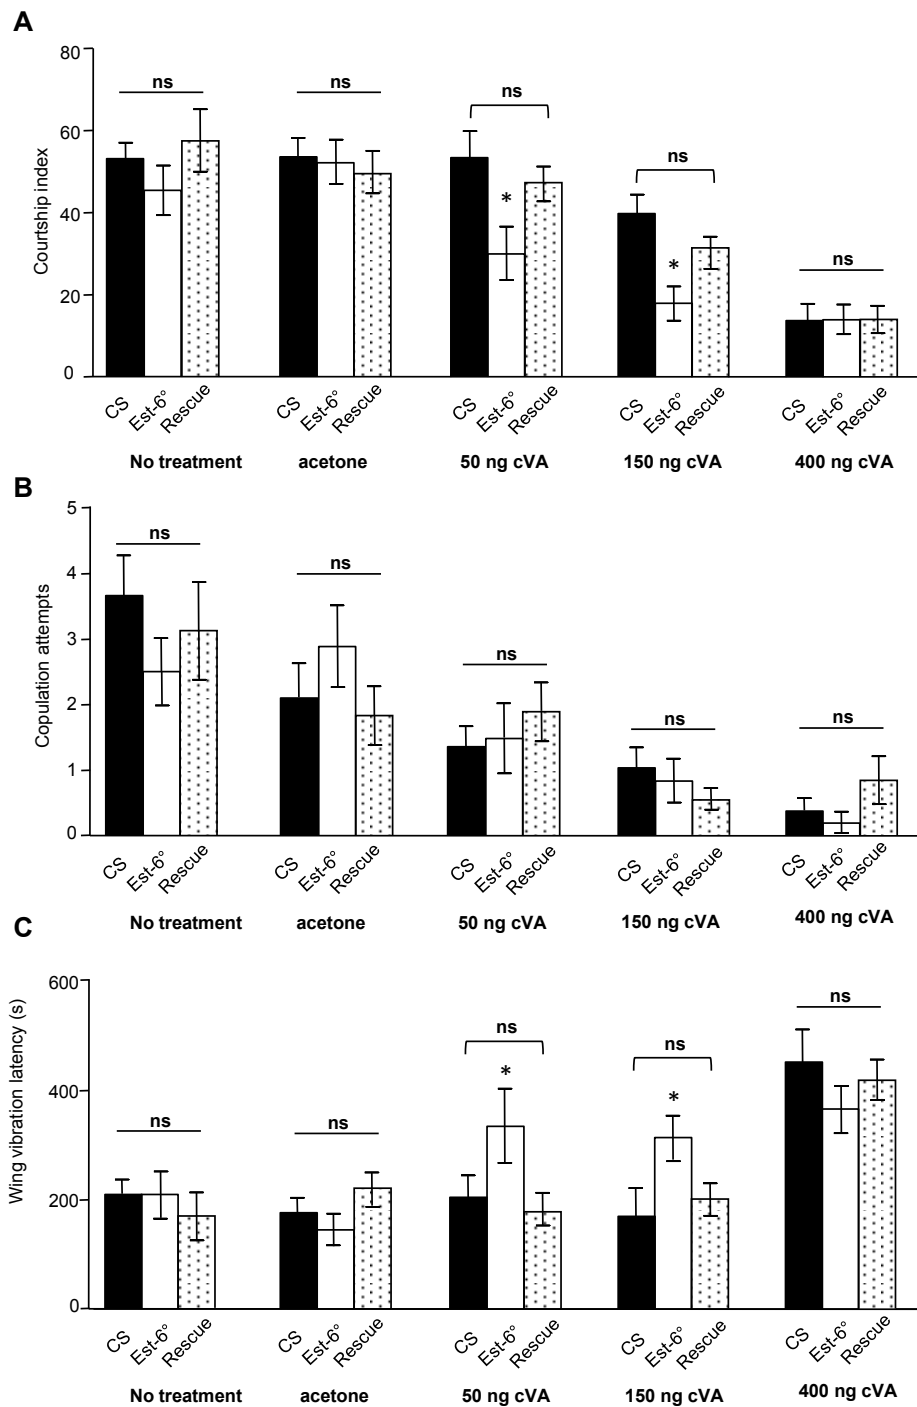 A
80
60
40
20
0
Courtship index
ns
ns
ns
ns
ns
*
*
CS Est-6° Rescue CS Est-6° Rescue CS Est-6° Rescue CS Est-6° Rescue CS Est-6° Rescue
No treatment acetone 50 ng cVA 150 ng cVA 400 ng cVA
B
5
4
3
2
1
0
Copulation attempts
ns
ns
ns
ns
ns
CS Est-6° Rescue CS Est-6° Rescue CS Est-6° Rescue CS Est-6° Rescue CS Est-6° Rescue
No treatment acetone 50 ng cVA 150 ng cVA 400 ng cVA
C
600
400
200
0
Wing vibration latency (s)
ns
ns
ns
ns
ns
*
*
CS Est-6° Rescue CS Est-6° Rescue CS Est-6° Rescue CS Est-6° Rescue CS Est-6° Rescue
No treatment acetone 50 ng cVA 150 ng cVA 400 ng cVA